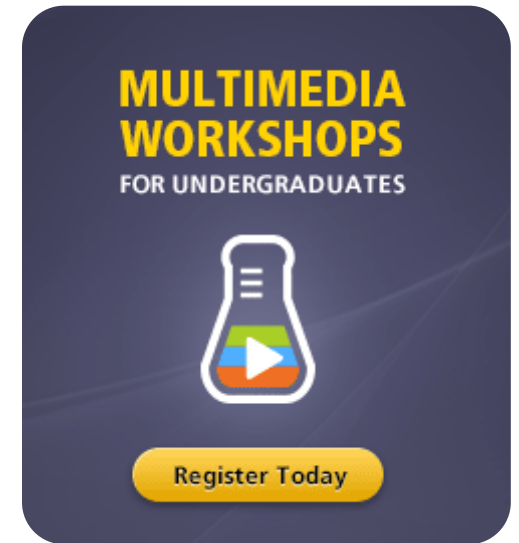 MULTIMEDIA
WORKSHOPS
FOR UNDERGRADUATES
Register Today